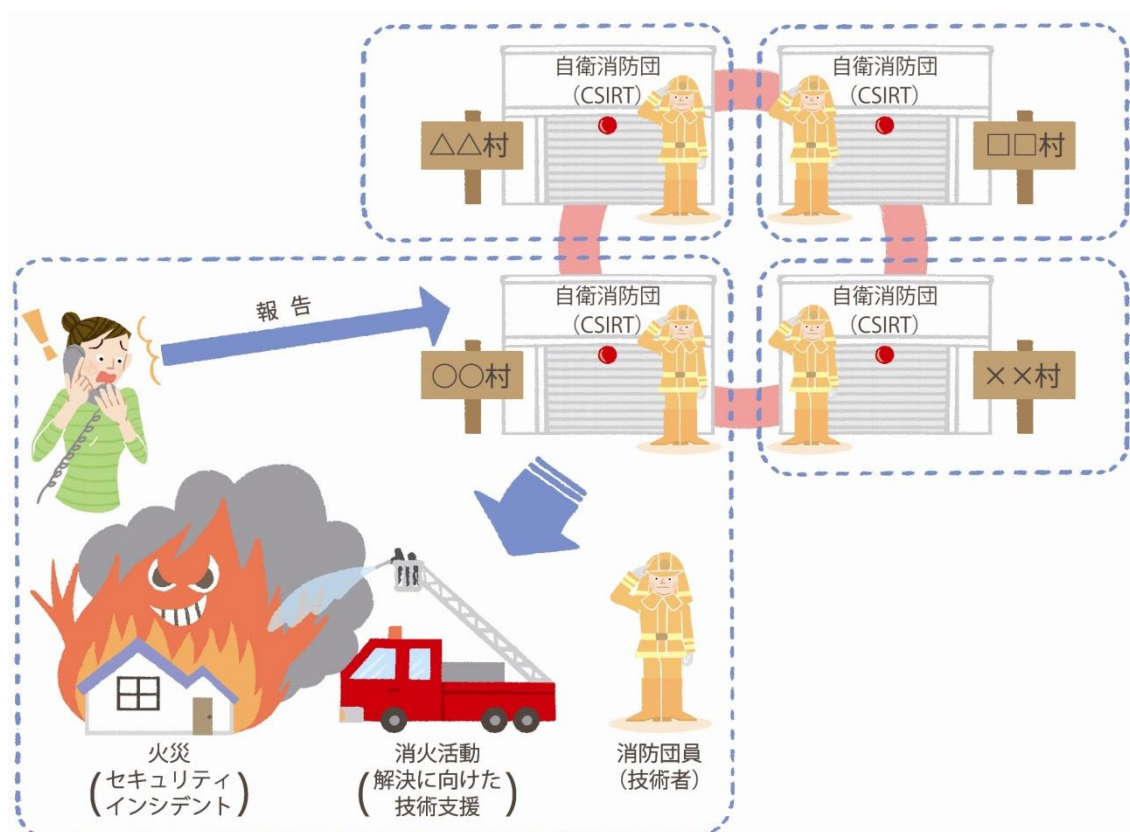 自衛消防団
（CSIRT）
△△村
自衛消防団
（CSIRT）
□□村
報告
自衛消防団
（CSIRT）
○○村
自衛消防団
（CSIRT）
××村
火災
（セキュリティ
インシデント）
消火活動
（解決に向けた
技術支援）
消防団員
（技術者）